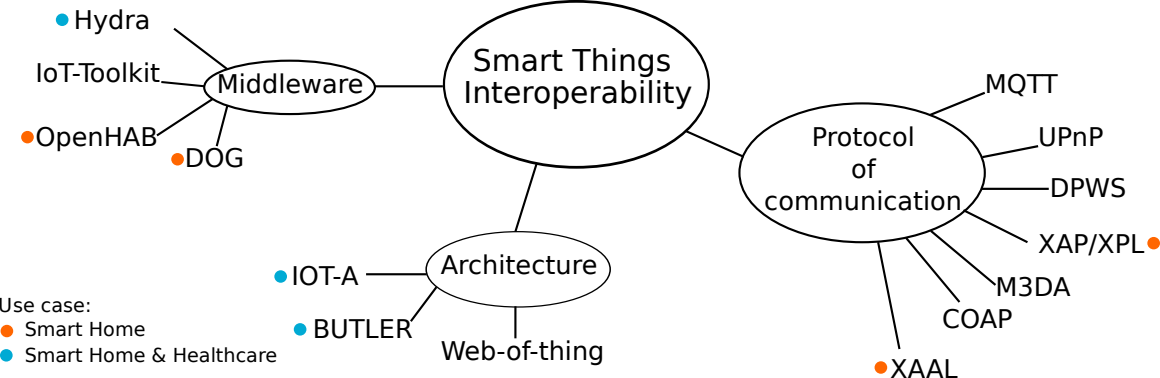 Hydra
IoT-Toolkit
OpenHAB
DOG
Middleware
Smart Things
Interoperability
Protocol
of
communication
MQTT
UPnP
DPWS
XAP/XPL
M3DA
COAP
XAAL
Architecture
IOT-A
BUTLER
Web-of-thing
Use case:
Smart Home
Smart Home & Healthcare